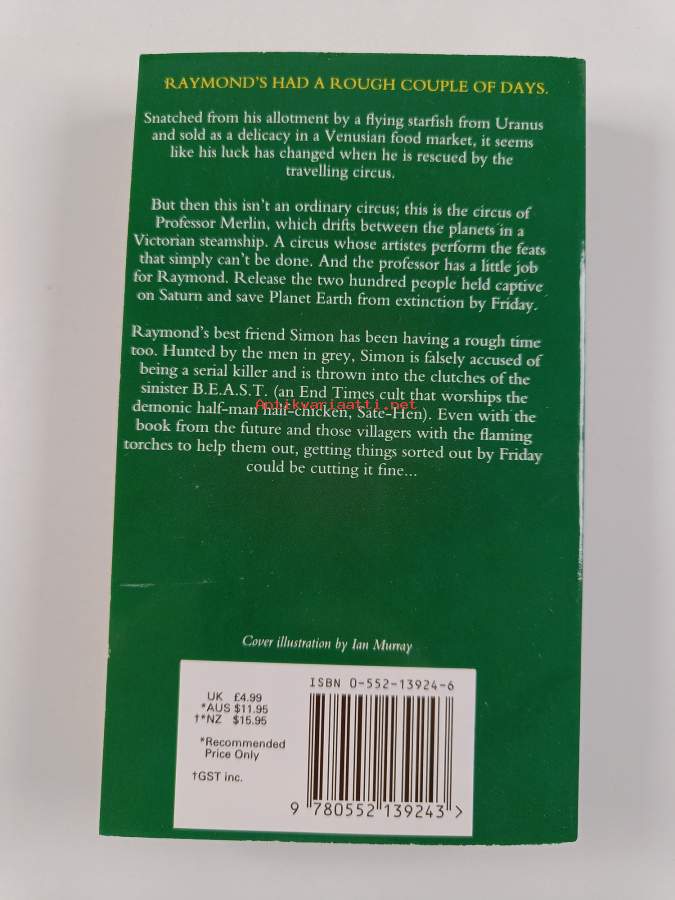 RAYMOND'S HAD A ROUGH COUPLE OF DAYS.
Snatched from his allotment by a flying starfish from Uranus
and sold as a delicacy in a Venusian food market, it seems
like his luck has changed when he is rescued by the
travelling circus.
But then this isn't an ordinary circus; this is the circus of
Professor Merlin, which drifts between the planets in a
Victorian steamship. A circus whose artistes perform the feats
that simply can't be done. And the professor has a little job
for Raymond. Release the two hundred people held captive
on Saturn and save Planet Earth from extinction by Friday.
Raymond's best friend Simon has been having a rough time
too. Hunted by the men in grey, Simon is falsely accused of
being a serial killer and is thrown into the clutches of the
sinister B.E.A.S.T. (an End Times cult that worships the
Antikvariaatti.net
demonic half-man half-chicken, Sate-Hen). Even with the
book from the future and those villagers with the flaming
torches to help them out, getting things sorted out by Friday
could be cutting it fine...
Cover illustration by Ian Murray
ISBN 0-552-13924-6
UK £4.99
*AUS $11.95
†*NZ $15.95
*Recommended
Price Only
†GST inc.
9 780552 139243 >